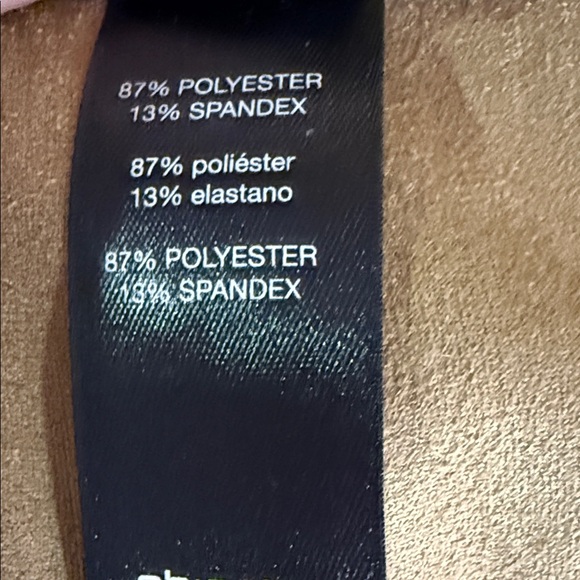 87% POLYESTER
13% SPANDEX
87% poliéster
13% elastano
87% POLYESTER
13% SPANDEX